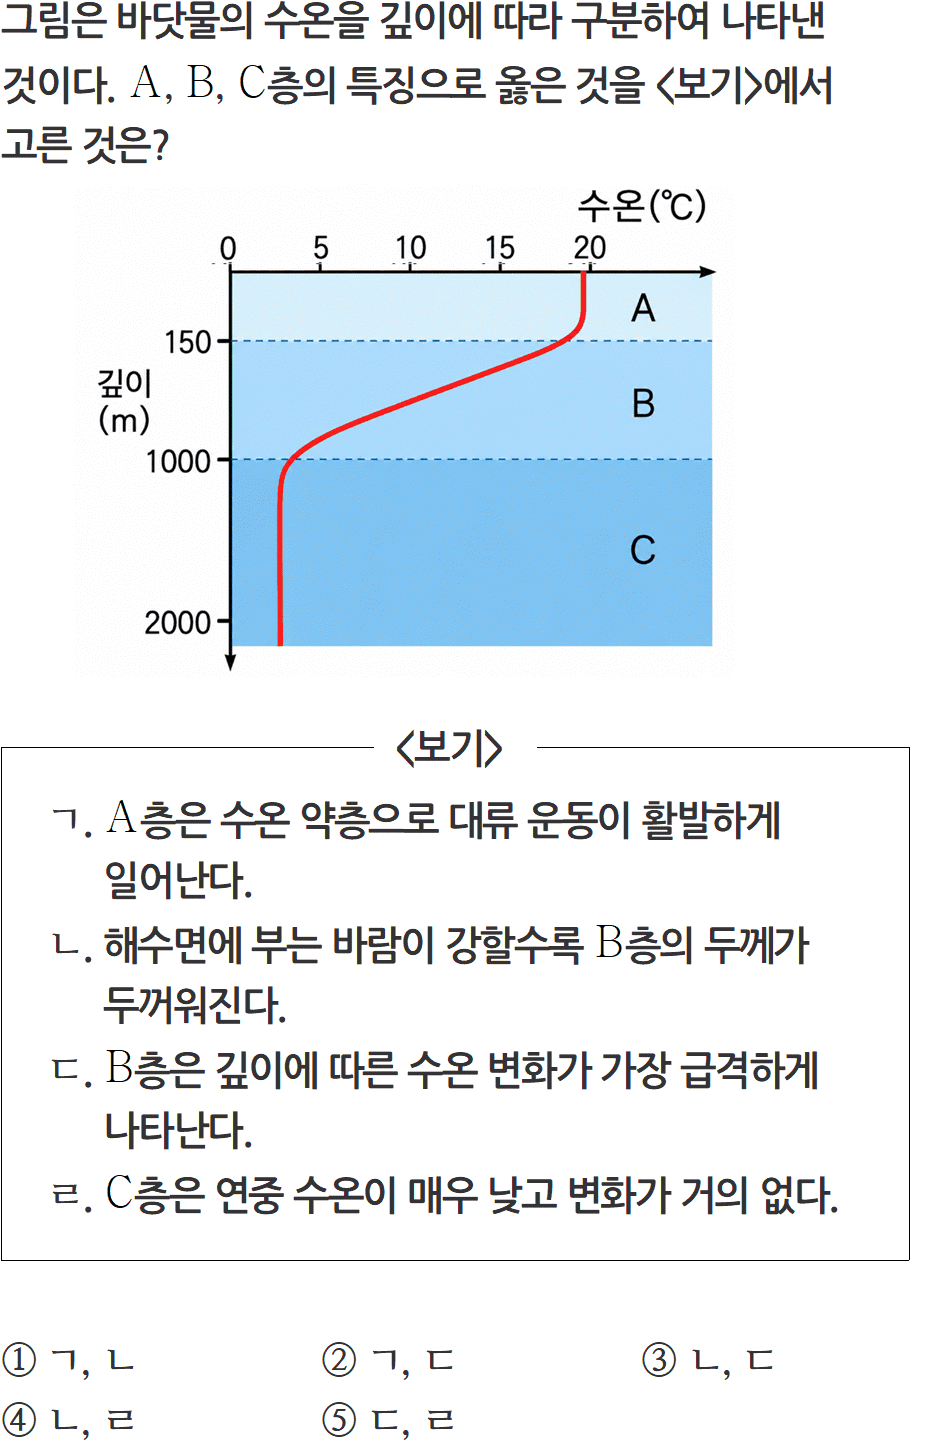 그림은 바닷물의 수온을 깊이에 따라 구분하여 나타낸
것이다. A, B, C층의 특징으로 옳은 것을 <보기>에서
고른 것은?
수온(℃)
0 5 10 15 20
A
150
깊이
(m)
B
1000
C
2000
<보기>
ㄱ. A층은 수온 약층으로 대류 운동이 활발하게
일어난다.
ㄴ. 해수면에 부는 바람이 강할수록 B층의 두께가
두꺼워진다.
ㄷ. B층은 깊이에 따른 수온 변화가 가장 급격하게
나타난다.
ㄹ. C층은 연중 수온이 매우 낮고 변화가 거의 없다.
① ㄱ, ㄴ ② ㄱ, ㄷ ③ ㄴ, ㄷ
④ ㄴ, ㄹ ⑤ ㄷ, ㄹ